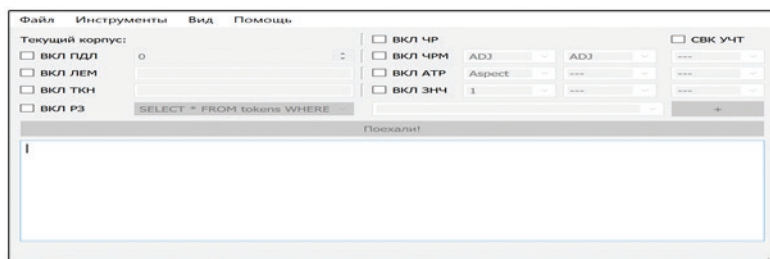 Файл Инструменты Вид Помощь
Текущий корпус: ВКЛ ЧР СВК УЧТ
ВКЛ ПДЛ 0 ВКЛ ЧРМ ADJ ADJ ---
ВКЛ ЛЕМ ВКЛ АТР Aspect --- ---
ВКЛ ТКН ВКЛ ЗНЧ 1 --- ---
ВКЛ РЗ SELECT * FROM tokens WHERE +
Поехали!